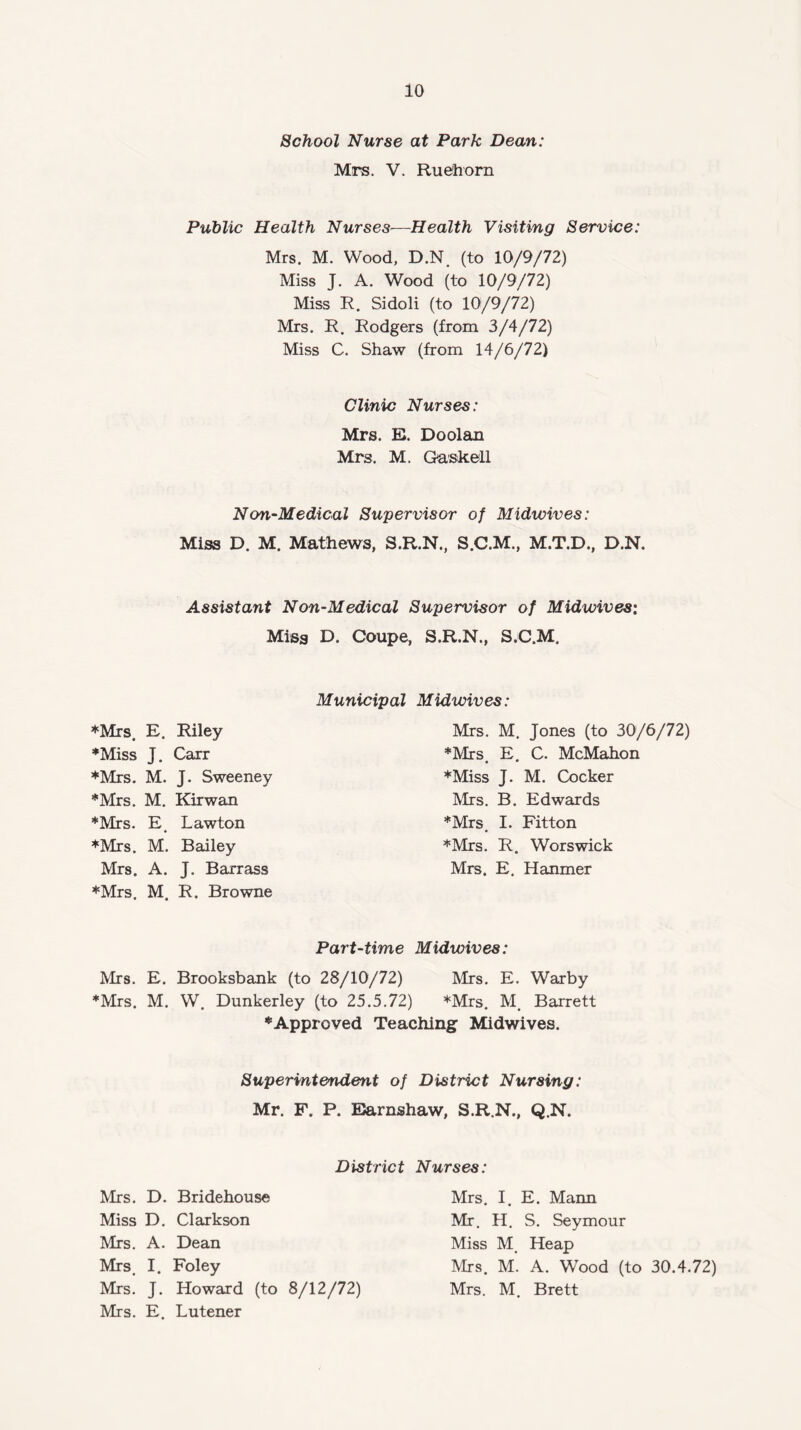 10
School Nurse at Park Dean:
Mrs. V. Ruehorn
Public Health Nurses—Health Visiting Service:
Mrs. M. Wood, D.N. (to 10/9/72)
Miss J. A. Wood (to 10/9/72)
Miss R. Sidoli (to 10/9/72)
Mrs. R. Rodgers (from 3/4/72)
Miss C. Shaw (from 14/6/72)
Clinic Nurses:
Mrs. E. Doolan
Mrs. M. Gaskell
Non-Medical Supervisor of Midwives:
Miss D. M. Mathews, S.R.N., S.C.M., M.T.D., D.N.
Assistant Non-Medical Supervisor of Midwives:
Miss D. Coupe, S.R.N., S.C.M.
Municipal Midwives:
*Mrs. E. Riley
*Miss J. Carr
*Mrs. M. J. Sweeney
*Mrs. M. Kirwan
*Mrs. E. Lawton
*Mrs. M. Bailey
Mrs. A. J. Barrass
*Mrs. M. R. Browne
Mrs. M. Jones (to 30/6/72)
*Mrs. E. C. McMahon
*Miss J. M. Cocker
Mrs. B. Edwards
*Mrs. I. Fitton
*Mrs. R. Worswick
Mrs. E. Hanmer
Part-time Midwives:
Mrs. E. Brooksbank (to 28/10/72) Mrs. E. Warby
*Mrs. M. W. Dunkerley (to 25.5.72) *Mrs. M. Barrett
*Approved Teaching Midwives.
Superintendent of District Nursing:
Mr. F. P. Earnshaw, S.R.N., Q.N.
District Nurses:
Mrs. D. Bridehouse
Miss D. Clarkson
Mrs. A. Dean
Mrs. I. Foley
Mrs. J. Howard (to 8/12/72)
Mrs. E. Lutener
Mrs. I. E. Mann
Mr. H. S. Seymour
Miss M. Heap
Mrs. M. A. Wood (to 30.4.72)
Mrs. M. Brett